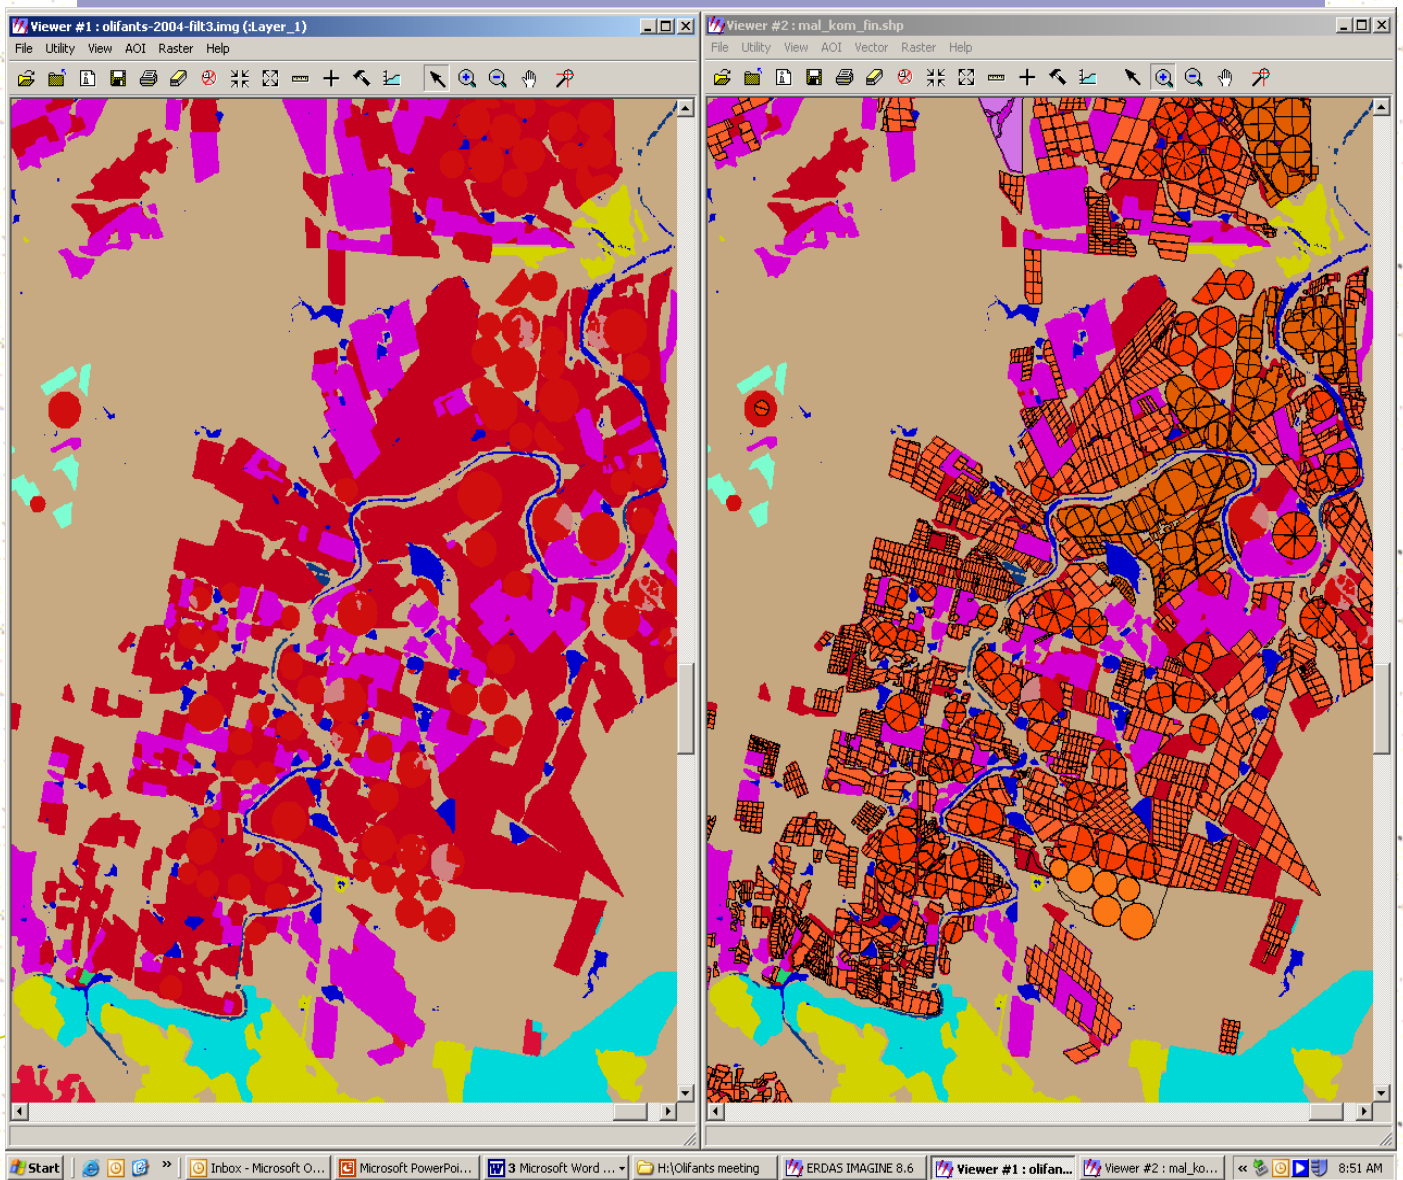 Viewer #1 : olifants-2004-filt3.img (:Layer_1)
File Utility View AOI Raster Help
Viewer #2 : mal_kom_fin.shp
File Utility View AOI Vector Raster Help
Start
»
Inbox - Microsoft O...
Microsoft PowerPoi...
3 Microsoft Word ...
H:\Olifants meeting
ERDAS IMAGINE 8.6
Viewer #1 : olifan...
Viewer #2 : mal_ko...
«
8:51 AM